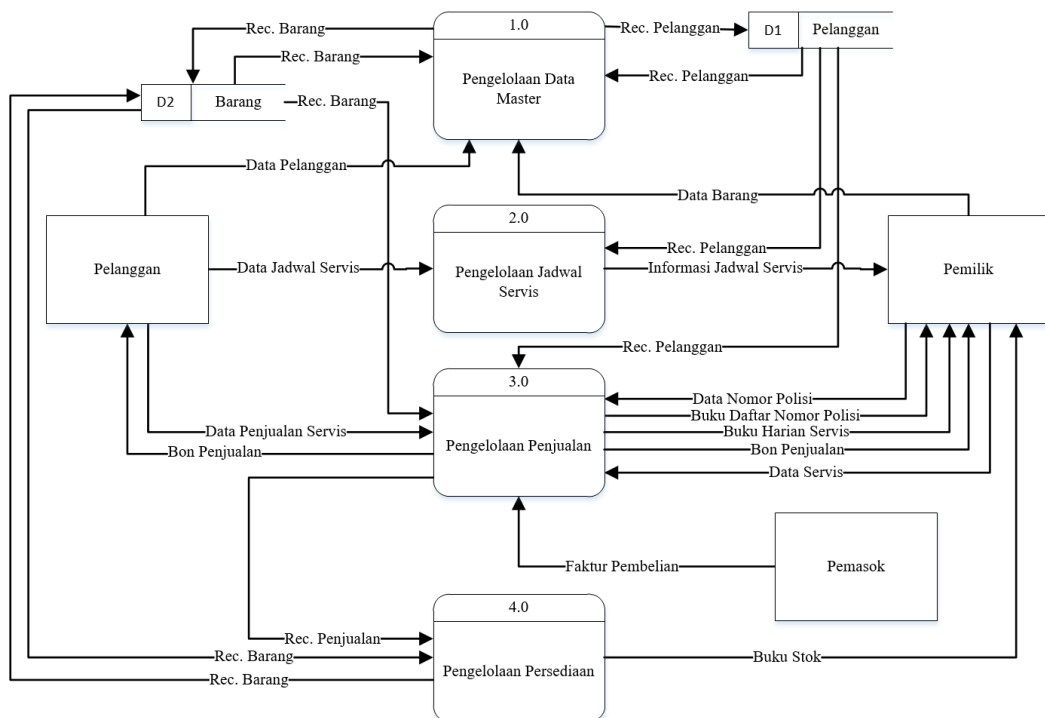 Rec. Barang
1.0
Rec. Pelanggan
D1
Pelanggan
Rec. Barang
Pengelolaan Data
Master
Rec. Pelanggan
D2
Barang
Rec. Barang
Data Pelanggan
Data Barang
2.0
Rec. Pelanggan
Pelanggan
Data Jadwal Servis
Pengelolaan Jadwal
Servis
Informasi Jadwal Servis
Pemilik
Rec. Pelanggan
3.0
Data Nomor Polisi
Buku Daftar Nomor Polisi
Data Penjualan Servis
Buku Harian Servis
Bon Penjualan
Pengelolaan Penjualan
Bon Penjualan
Data Servis
Faktur Pembelian
Pemasok
4.0
Rec. Penjualan
Rec. Barang
Pengelolaan Persediaan
Buku Stok
Rec. Barang